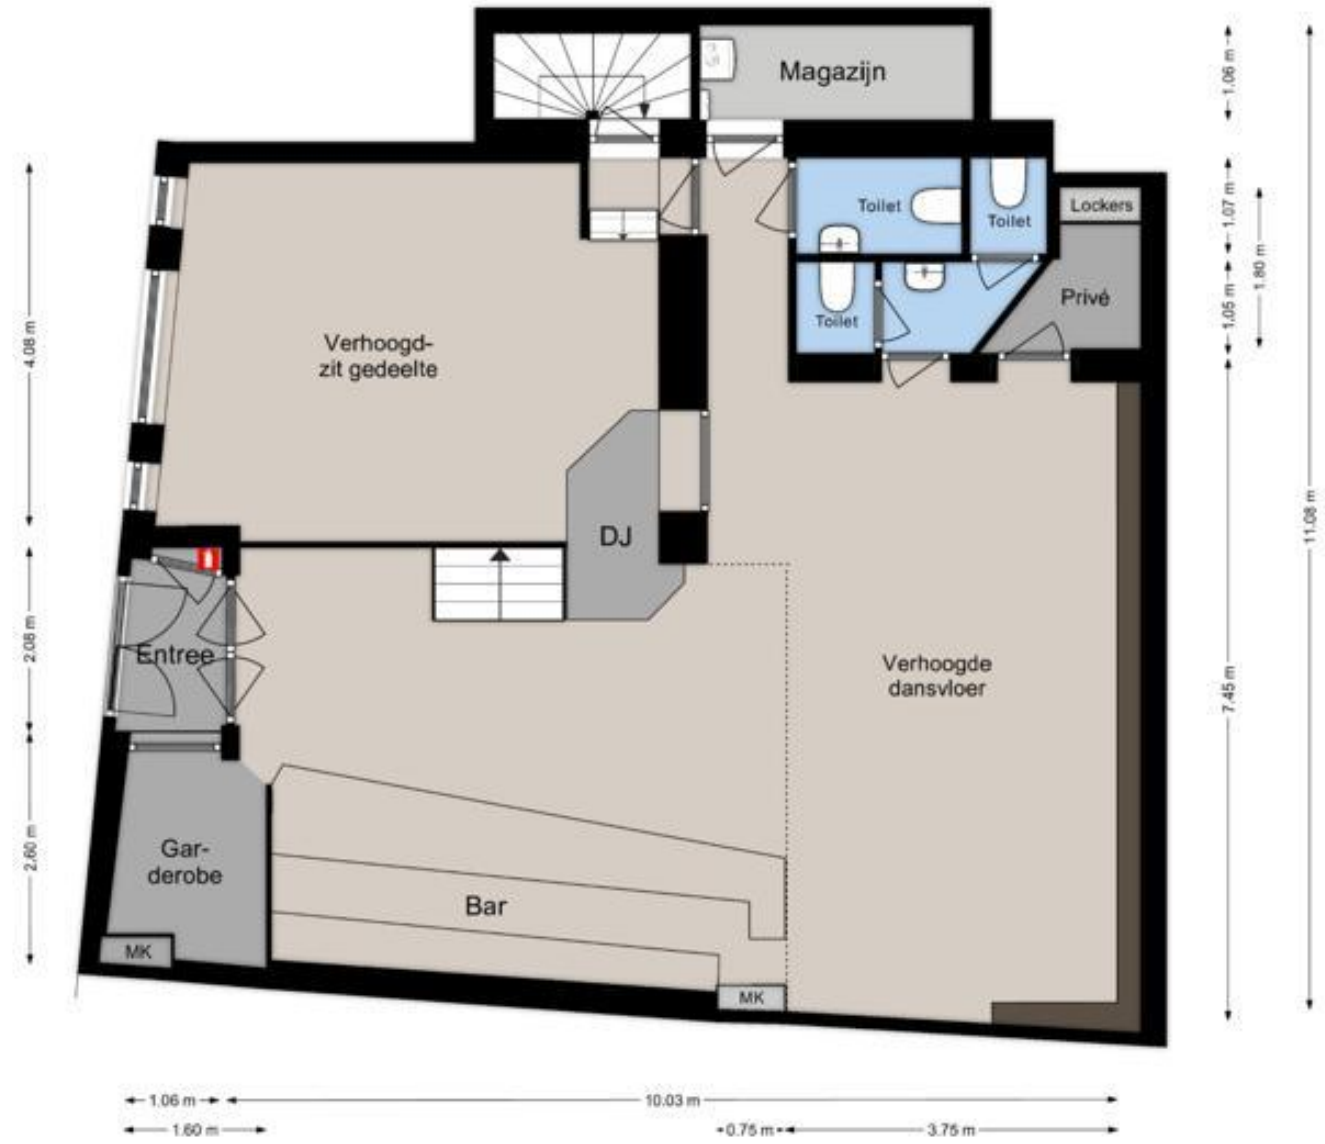 Magazijn
1.06 m
Toilet
Toilet
Lockers
1.07 m
1.80 m
Toilet
Privé
1.05 m
Verhoogd-
zit gedeelte
4.08 m
DJ
11.08 m
Entree
2.08 m
Verhoogde
dansvloer
7.45 m
Gar-
derobe
2.60 m
Bar
MK
MK
1.06 m
10.03 m
1.60 m
0.75 m
3.75 m